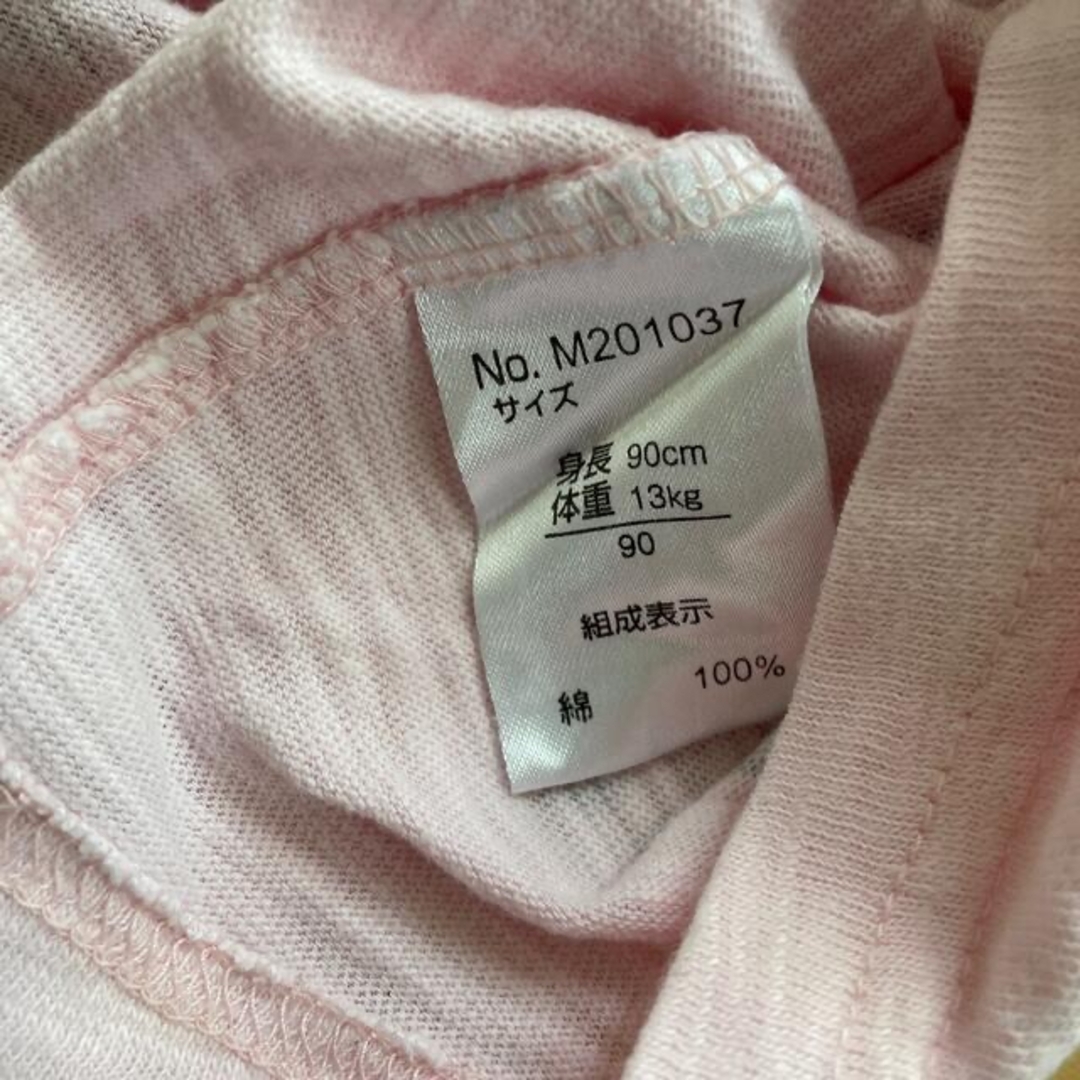 No. M201037
サイズ
身長 90cm
体重 13kg
90
組成表示
綿 100%